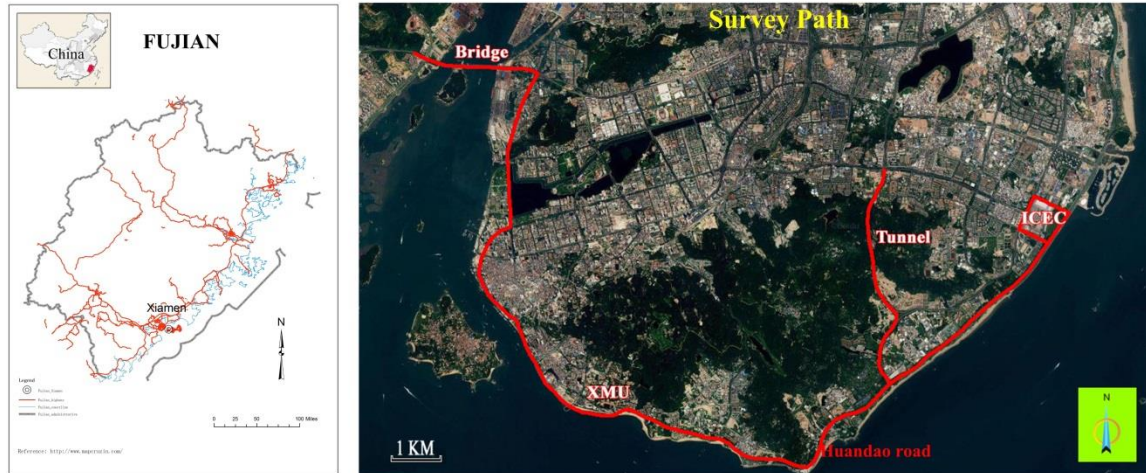 FUJIAN
China
Xiamen
N
Legend
0 25 50 100 Miles
Survey Path
Bridge
Tunnel
ICEC
XMU
Huandao road
1 KM
N